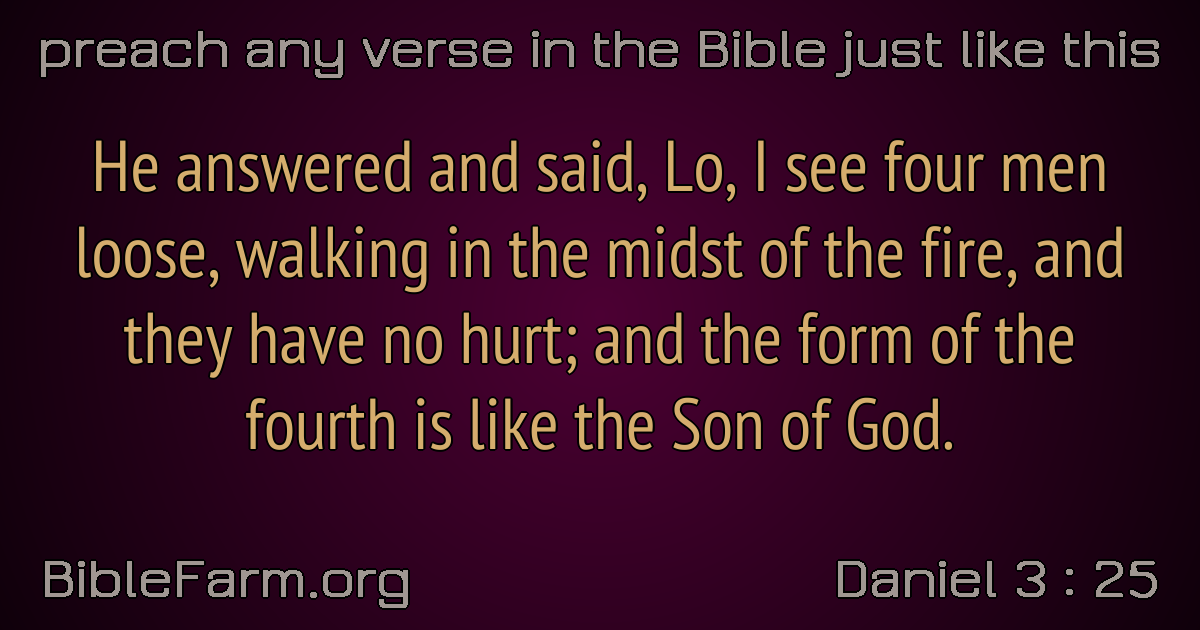 preach any verse in the Bible just like this
He answered and said, Lo, I see four men
loose, walking in the midst of the fire, and
they have no hurt; and the form of the
fourth is like the Son of God.
BibleFarm.org
Daniel 3 : 25